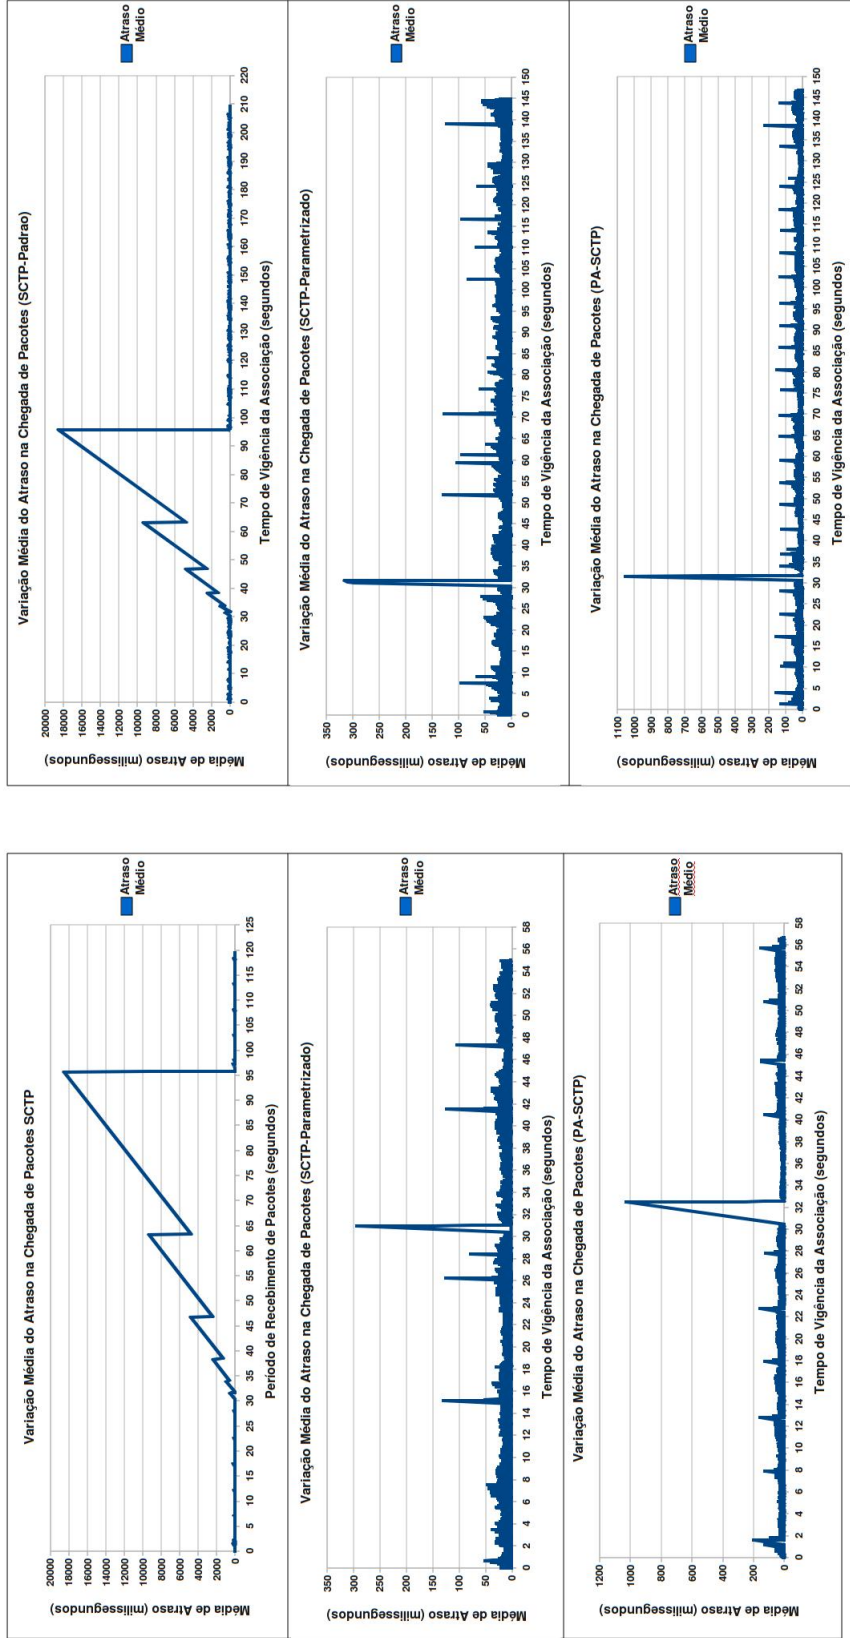 Variação Média do Atraso na Chegada de Pacotes SCTP
Média de Atraso (milissegundos)
20000
18000
16000
14000
12000
10000
8000
6000
4000
2000
0
0 5 10 15 20 25 30 35 40 45 50 55 60 65 70 75 80 85 90 95 100 105 110 115 120 125
Período de Recebimento de Pacotes (segundos)
Atraso
Médio
Variação Média do Atraso na Chegada de Pacotes (SCTP-Parametrizado)
Média de Atraso (milissegundos)
350
300
250
200
150
100
50
0
0 2 4 6 8 10 12 14 16 18 20 22 24 26 28 30 32 34 36 38 40 42 44 46 48 50 52 54 56 58
Tempo de Vigência da Associação (segundos)
Atraso
Médio
Variação Média do Atraso na Chegada de Pacotes (PA-SCTP)
Média de Atraso (milissegundos)
1200
1000
800
600
400
200
0
0 2 4 6 8 10 12 14 16 18 20 22 24 26 28 30 32 34 36 38 40 42 44 46 48 50 52 54 56 58
Tempo de Vigência da Associação (segundos)
Atraso
Médio
Variação Média do Atraso na Chegada de Pacotes (SCTP-Padrao)
Média de Atraso (milissegundos)
20000
18000
16000
14000
12000
10000
8000
6000
4000
2000
0
0 10 20 30 40 50 60 70 80 90 100 110 120 130 140 150 160 170 180 190 200 210 220
Tempo de Vigência da Associação (segundos)
Atraso
Médio
Variação Média do Atraso na Chegada de Pacotes (SCTP-Parametrizado)
Média de Atraso (milissegundos)
350
300
250
200
150
100
50
0
0 5 10 15 20 25 30 35 40 45 50 55 60 65 70 75 80 85 90 95 100 105 110 115 120 125 130 135 140 145 150
Tempo de Vigência da Associação (segundos)
Atraso
Médio
Variação Média do Atraso na Chegada de Pacotes (PA-SCTP)
Média de Atraso (milissegundos)
1100
1000
900
800
700
600
500
400
300
200
100
0
0 5 10 15 20 25 30 35 40 45 50 55 60 65 70 75 80 85 90 95 100 105 110 115 120 125 130 135 140 145 150
Tempo de Vigência da Associação (segundos)
Atraso
Médio